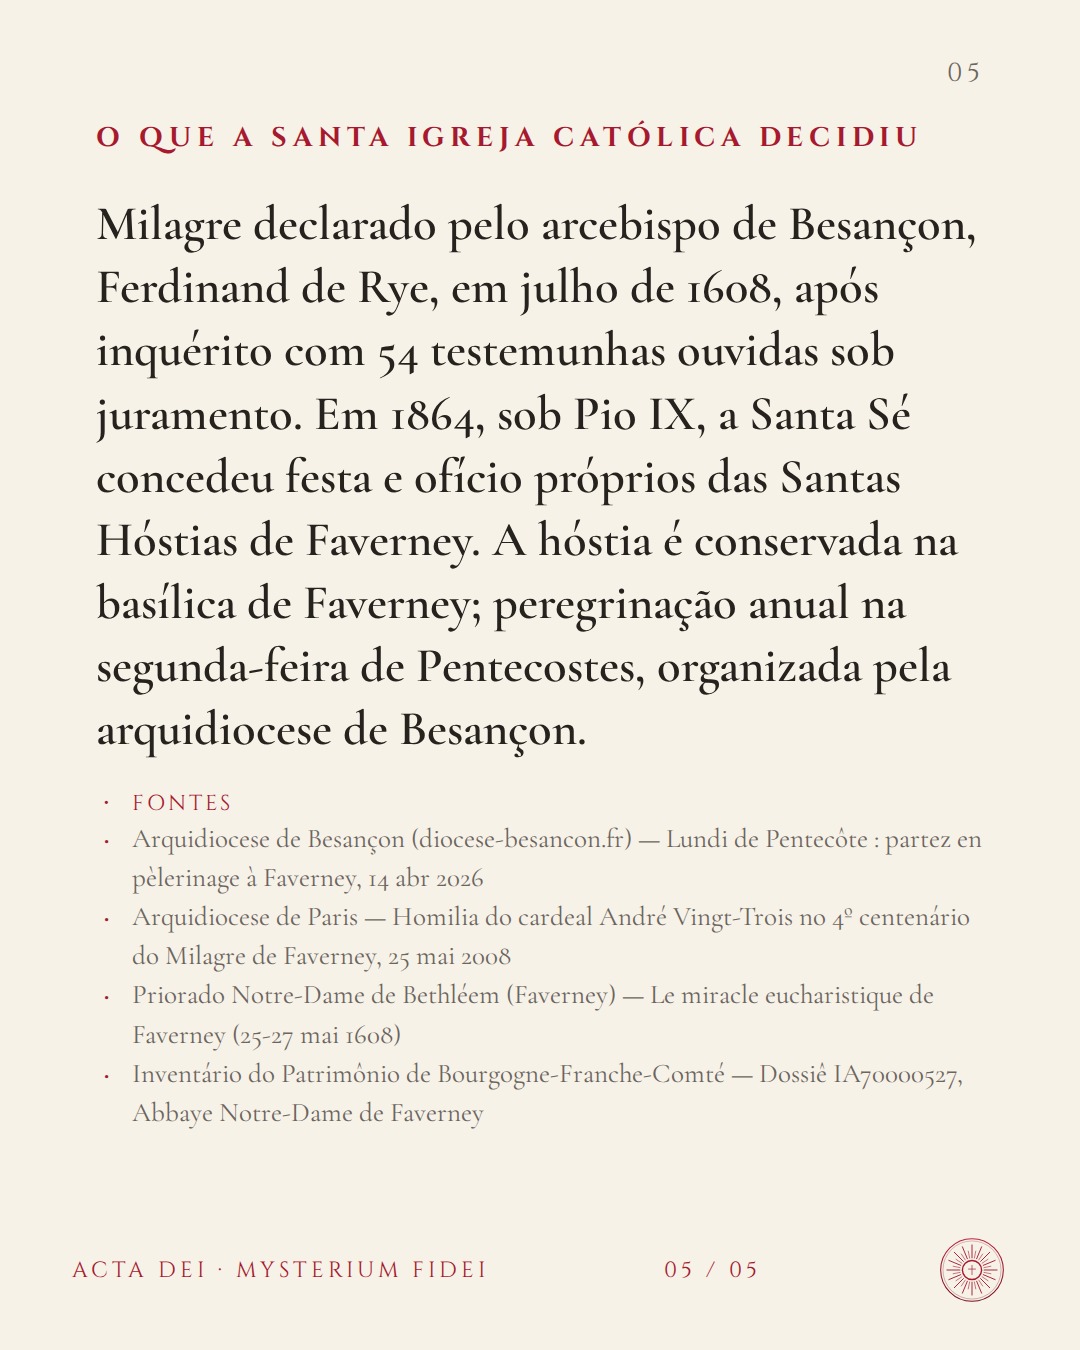 05
O QUE A SANTA IGREJA CATÓLICA DECIDIU
Milagre declarado pelo arcebispo de Besançon,
Ferdinand de Rye, em julho de 1608, após
inquérito com 54 testemunhas ouvidas sob
juramento. Em 1864, sob Pio IX, a Santa Sé
concedeu festa e ofício próprios das Santas
Hóstias de Faverney. A hóstia é conservada na
basílica de Faverney; peregrinação anual na
segunda-feira de Pentecostes, organizada pela
arquidiocese de Besançon.
· FONTES
· Arquidiocese de Besançon (diocese-besancon.fr) — Lundi de Pentecôte : partez en
pèlerinage à Faverney, 14 abr 2026
· Arquidiocese de Paris — Homilia do cardeal André Vingt-Trois no 4º centenário
do Milagre de Faverney, 25 mai 2008
· Priorado Notre-Dame de Bethléem (Faverney) — Le miracle eucharistique de
Faverney (25-27 mai 1608)
· Inventário do Patrimônio de Bourgogne-Franche-Comté — Dossiê IA70000527,
Abbaye Notre-Dame de Faverney
ACTA DEI · MYSTERIUM FIDEI
05 / 05